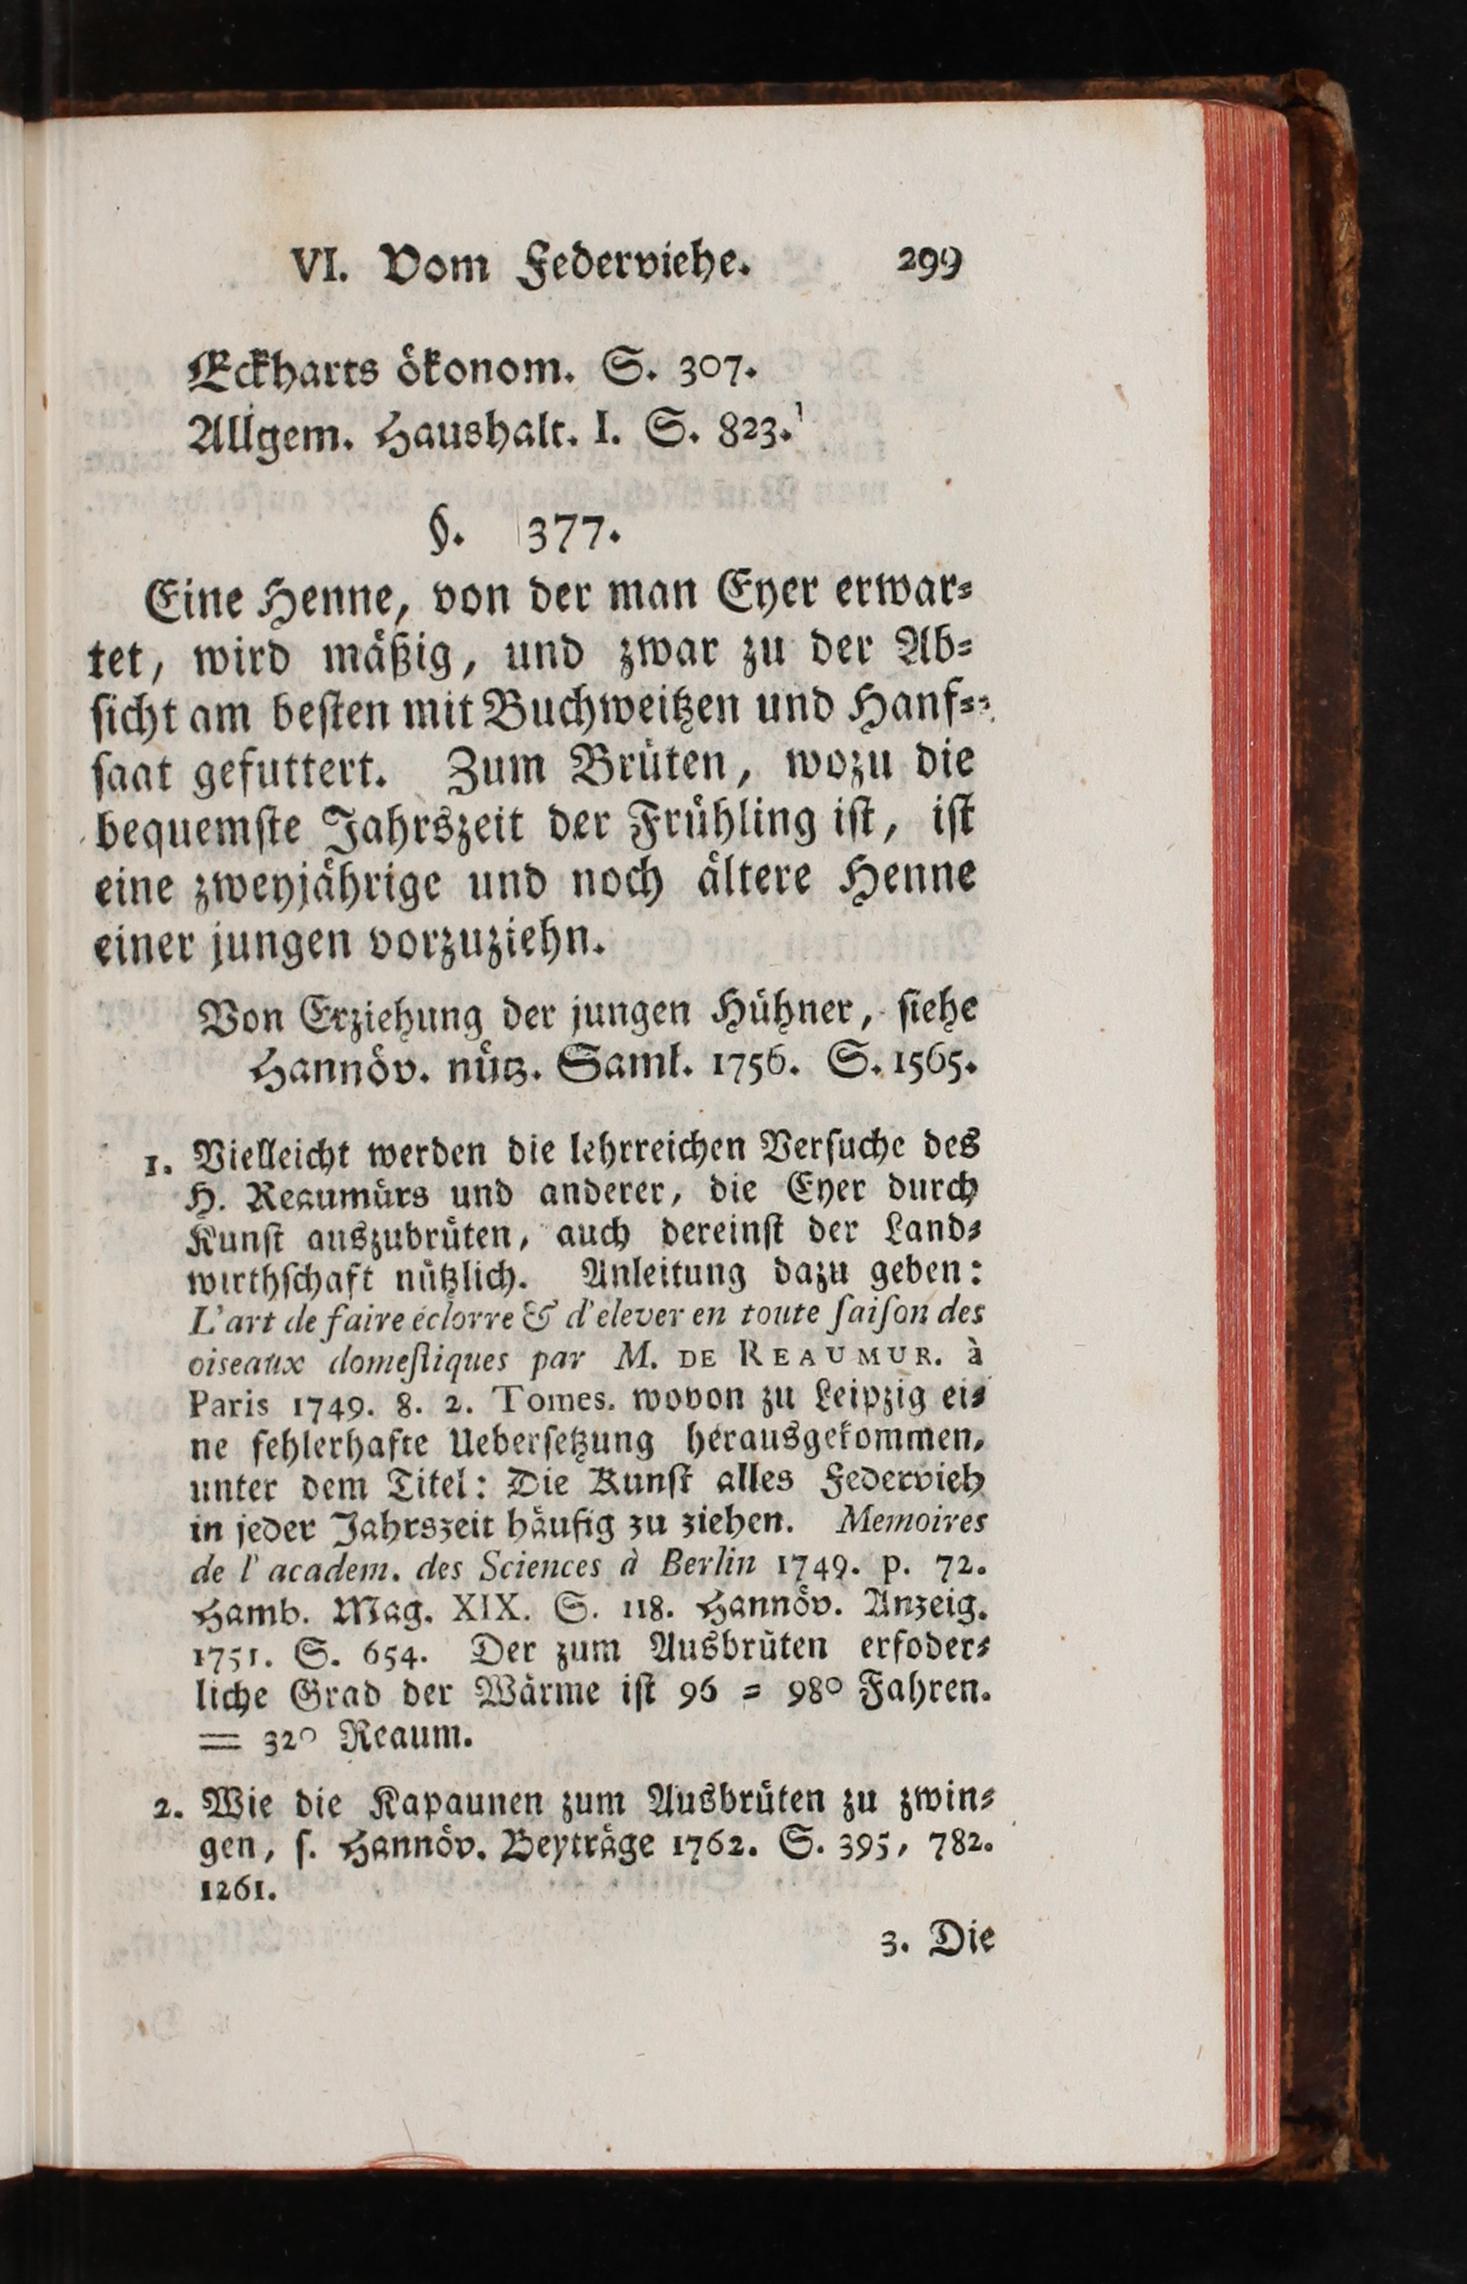 VI. Vom Federviehe. 299
Eckharts ökonom. S. 307.
Allgem. Haushalt. I. S. 823.
§. 377.
Eine Henne, von der man Eyer erwar⸗
tet, wird mäßig, und zwar zu der Ab⸗
ſicht am beſten mit Buchweitzen und Hanf⸗
ſaat gefuttert. Zum Brüten, wozu die
bequemſte Jahrszeit der Frühling iſt, iſt
eine zweyjährige und noch ältere Henne
einer jungen vorzuziehn.
Von Erziehung der jungen Hühner, ſiehe
Hannöv. nütz. Saml. 1756. S. 1565.
1. Vielleicht werden die lehrreichen Verſuche des
H. Reaumürs und anderer, die Eyer durch
Kunſt auszubrüten, auch dereinſt der Land⸗
wirthſchaft nützlich. Anleitung dazu geben:
L'art de faire éclorre & d'elever en toute ſaiſon des
oiseaux domeſtiques par M. DE REAUMUR. à
Paris 1749. 8. 2. Tomes. wovon zu Leipzig ei⸗
ne fehlerhafte Ueberſetzung herausgekommen,
unter dem Titel: Die Kunſt alles Federvieh
in jeder Jahrszeit häufig zu ziehen. Memoires
de l' academ. des Sciences à Berlin 1749. p. 72.
Hamb. Mag. XIX. S. 118. Hannöv. Anzeig.
1751. S. 654. Der zum Ausbrüten erfoder⸗
liche Grad der Wärme iſt 96 ⸗ 98° Fahren.
= 32° Reaum.
2. Wie die Kapaunen zum Ausbrüten zu zwin⸗
gen, ſ. Hannöv. Beyträge 1762. S. 395, 782.
1261.
3. Die